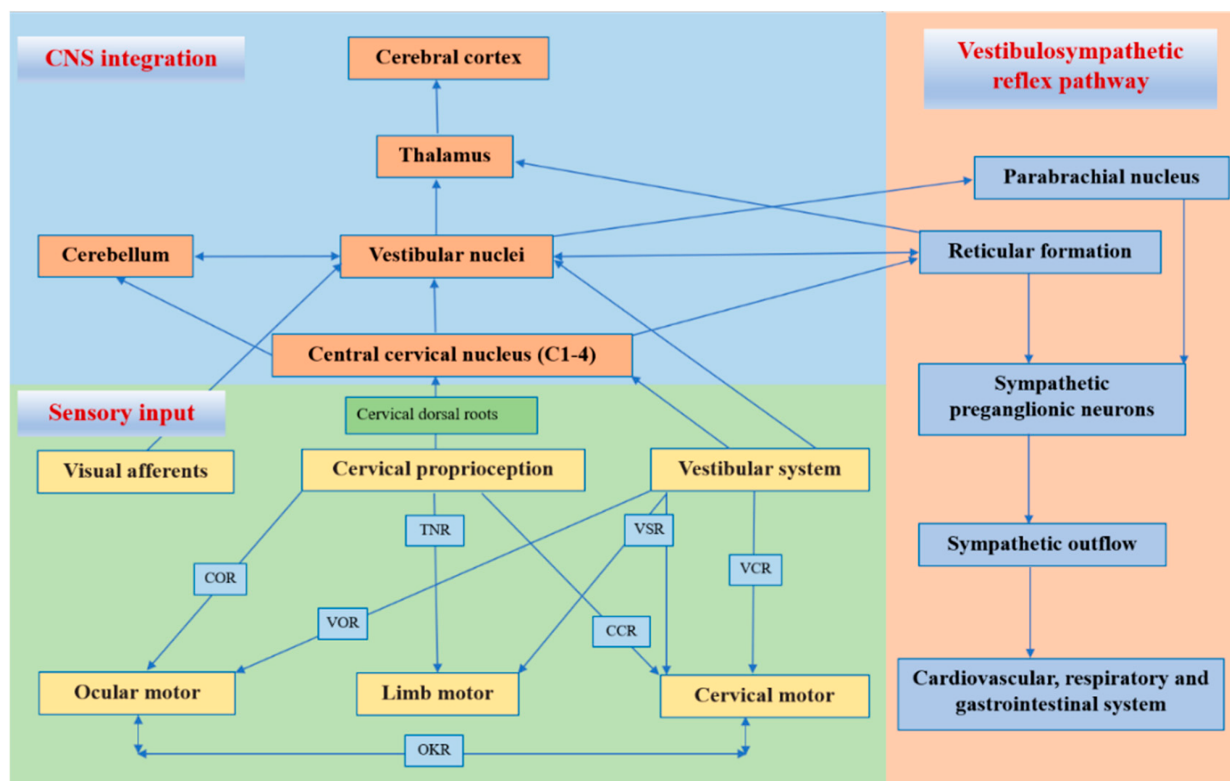 CNS integration
Cerebral cortex
Vestibulosympathetic
reflex pathway
Thalamus
Parabrachial nucleus
Cerebellum
Vestibular nuclei
Reticular formation
Central cervical nucleus (C1-4)
Sympathetic
preganglionic neurons
Sensory input
Cervical dorsal roots
Visual afferents
Cervical proprioception
Vestibular system
TNR
VSR
Sympathetic outflow
COR
VCR
VOR
CCR
Ocular motor
Limb motor
Cervical motor
Cardiovascular, respiratory and
gastrointestinal system
OKR